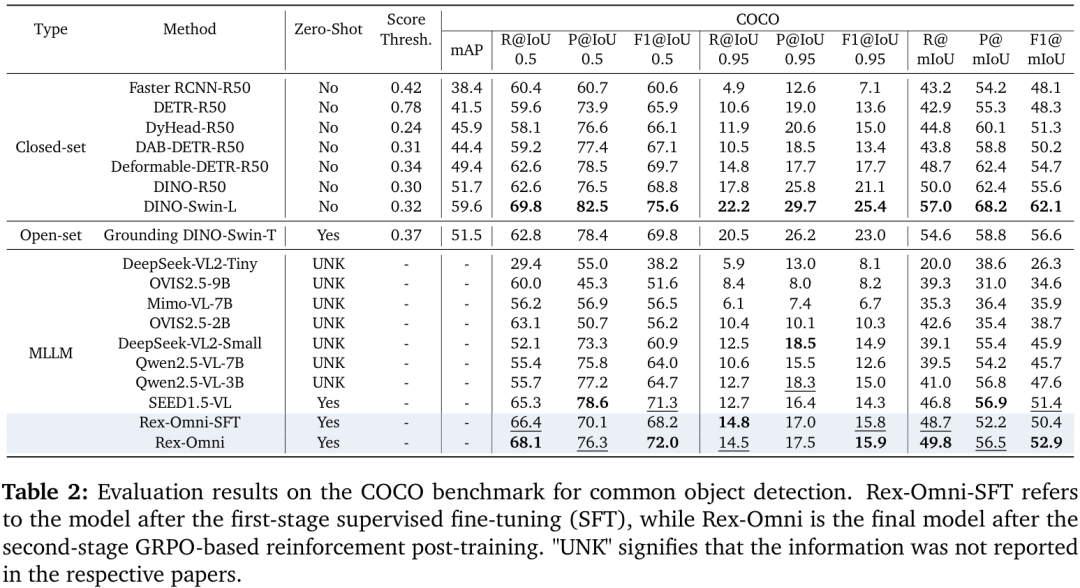 Type Method Zero-Shot Score Thresh. COCO
mAP R@IoU 0.5 P@IoU 0.5 F1@IoU 0.5 R@IoU 0.95 P@IoU 0.95 F1@IoU 0.95 R@ mIoU P@ mIoU F1@ mIoU
Faster RCNN-R50 No 0.42 38.4 60.4 60.7 60.6 4.9 12.6 7.1 43.2 54.2 48.1
DETR-R50 No 0.78 41.5 59.6 73.9 65.9 10.6 19.0 13.6 42.9 55.3 48.3
DyHead-R50 No 0.24 45.9 58.1 76.6 66.1 11.9 20.6 15.0 44.8 60.1 51.3
Closed-set DAB-DETR-R50 No 0.31 44.4 59.2 77.4 67.1 10.5 18.5 13.4 43.8 58.8 50.2
Deformable-DETR-R50 No 0.34 49.4 62.6 78.5 69.7 14.8 17.7 17.7 48.7 62.4 54.7
DINO-R50 No 0.30 51.7 62.6 76.5 68.8 17.8 25.8 21.1 50.0 62.4 55.6
DINO-Swin-L No 0.32 59.6 69.8 82.5 75.6 22.2 29.7 25.4 57.0 68.2 62.1
Open-set Grounding DINO-Swin-T Yes 0.37 51.5 62.8 78.4 69.8 20.5 26.2 23.0 54.6 58.8 56.6
DeepSeek-VL2-Tiny UNK - - 29.4 55.0 38.2 5.9 13.0 8.1 20.0 38.6 26.3
OVIS2.5-9B UNK - - 60.0 45.3 51.6 8.4 8.0 8.2 39.3 31.0 34.6
Mimo-VL-7B UNK - - 56.2 56.9 56.5 6.1 7.4 6.7 35.3 36.4 35.9
OVIS2.5-2B UNK - - 63.1 50.7 56.2 10.4 10.1 10.3 42.6 35.4 38.7
MLLM DeepSeek-VL2-Small UNK - - 52.1 73.3 60.9 12.5 18.5 14.9 39.1 55.4 45.9
Qwen2.5-VL-7B UNK - - 55.4 75.8 64.0 10.6 15.5 12.6 39.5 54.2 45.7
Qwen2.5-VL-3B UNK - - 55.7 77.2 64.7 12.7 18.3 15.0 41.0 56.8 47.6
SEED1.5-VL Yes - - 65.3 78.6 71.3 12.7 16.4 14.3 46.8 56.9 51.4
Rex-Omni-SFT Yes - - 66.4 70.1 68.2 14.8 17.0 15.8 48.7 52.2 50.4
Rex-Omni Yes - - 68.1 76.3 72.0 14.5 17.5 15.9 49.8 56.5 52.9
Table 2: Evaluation results on the COCO benchmark for common object detection. Rex-Omni-SFT refers
to the model after the first-stage supervised fine-tuning (SFT), while Rex-Omni is the final model after the
second-stage GRPO-based reinforcement post-training. "UNK" signifies that the information was not reported
in the respective papers.